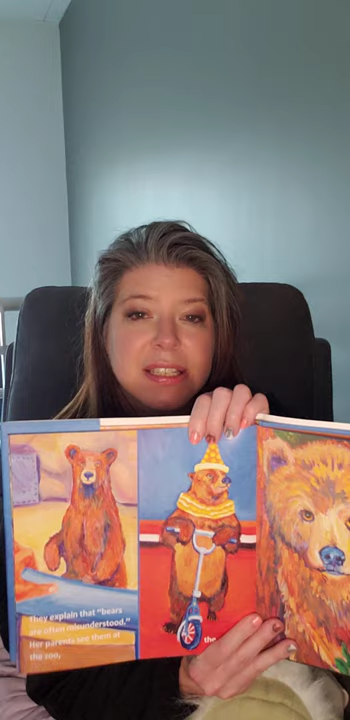 They explain that "bears
are often misunderstood."
Her parents see them at
the zoo,
the